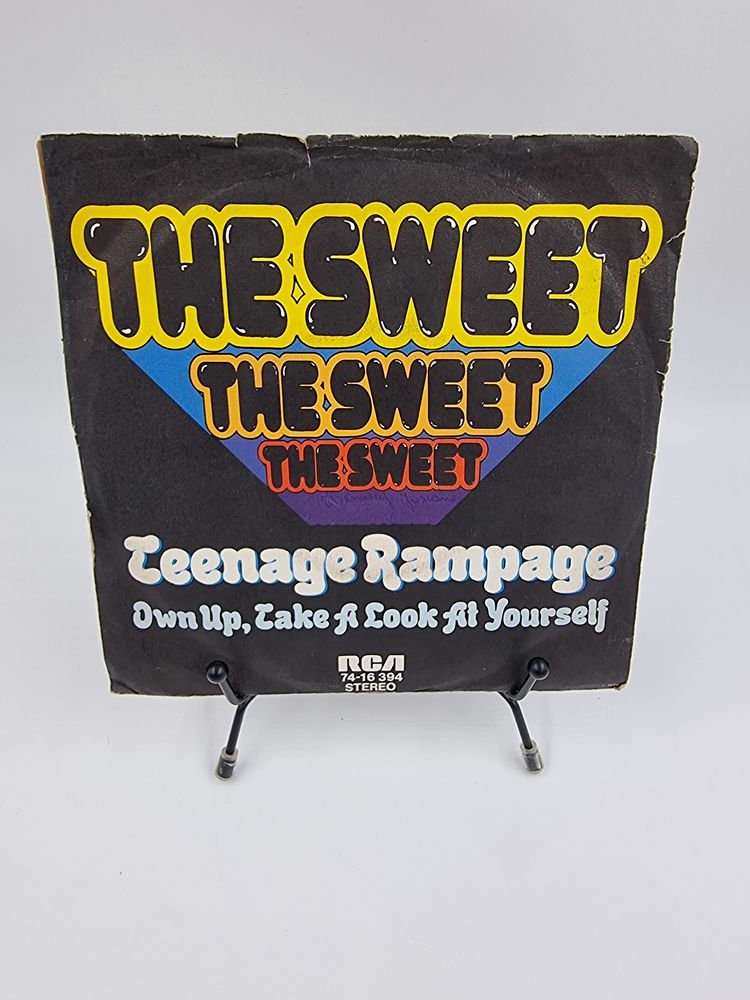 THE SWEET
THE SWEET
THE SWEET
Teenage Rampage
Own Up, Take A Look At Yourself
RCA
74-16 394
STEREO